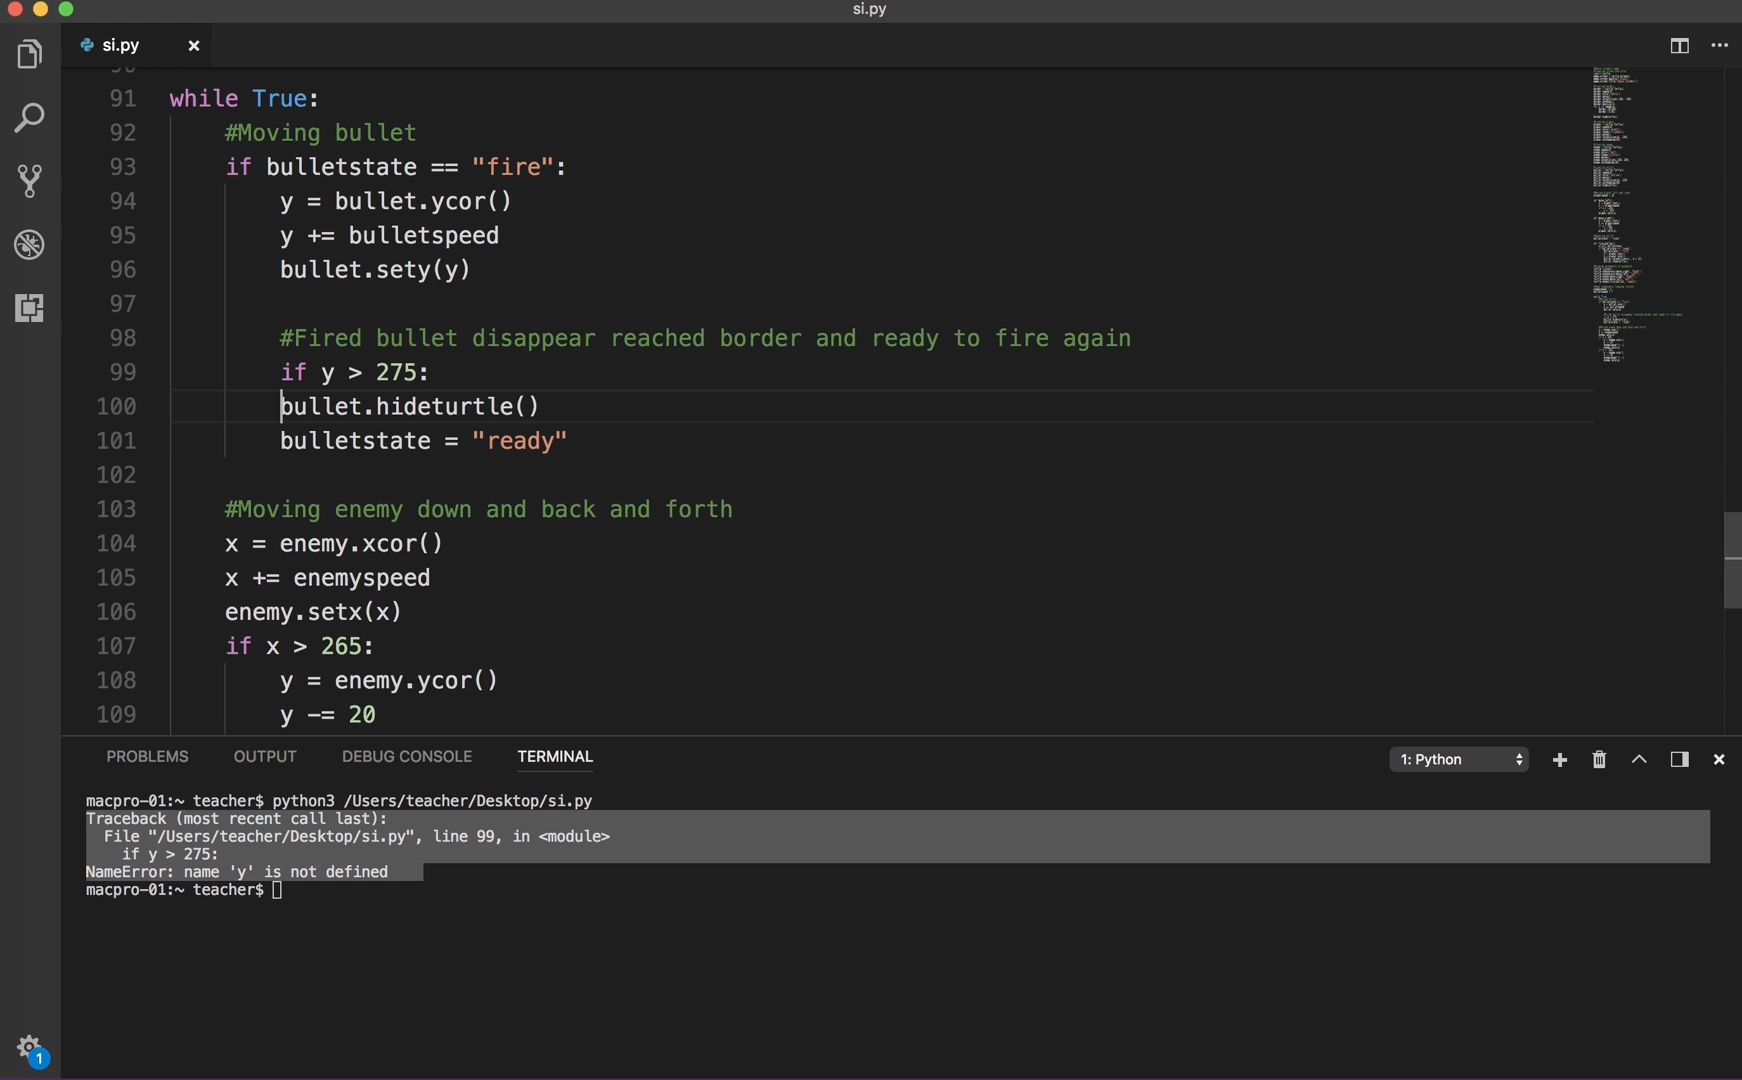 si.py
si.py
90
91 while True:
92 #Moving bullet
93 if bulletstate == "fire":
94 y = bullet.ycor()
95 y += bulletspeed
96 bullet.sety(y)
97
98 #Fired bullet disappear reached border and ready to fire again
99 if y > 275:
100 bullet.hideturtle()
101 bulletstate = "ready"
102
103 #Moving enemy down and back and forth
104 x = enemy.xcor()
105 x += enemyspeed
106 enemy.setx(x)
107 if x > 265:
108 y = enemy.ycor()
109 y -= 20
PROBLEMS OUTPUT DEBUG CONSOLE TERMINAL 1: Python
macpro-01:~ teacher$ python3 /Users/teacher/Desktop/si.py
Traceback (most recent call last):
File "/Users/teacher/Desktop/si.py", line 99, in <module>
if y > 275:
NameError: name 'y' is not defined
macpro-01:~ teacher$
1